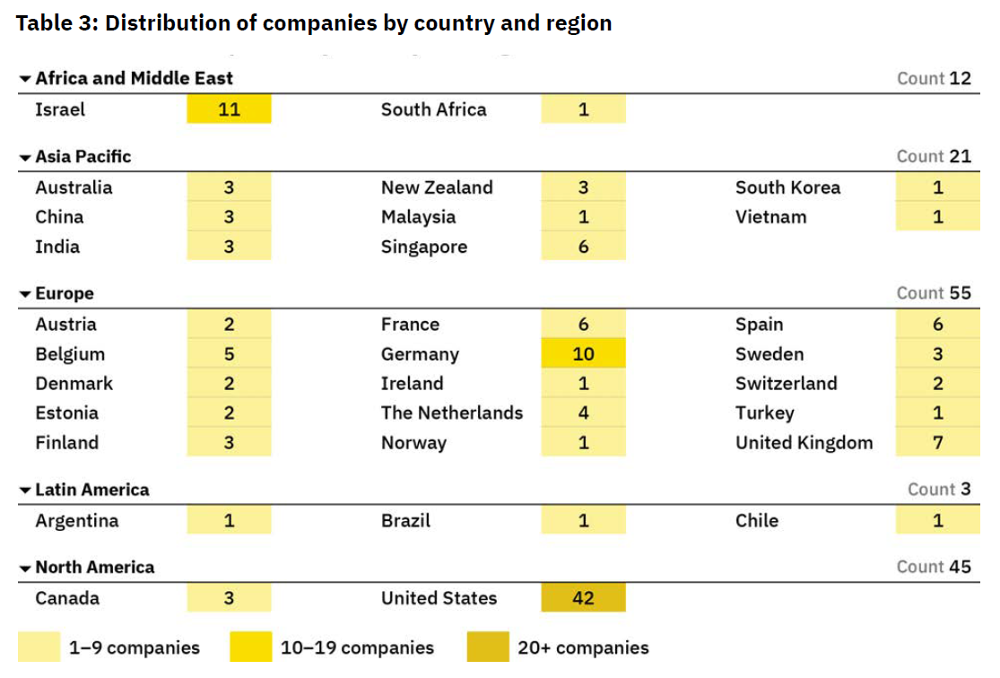 Table 3: Distribution of companies by country and region
Africa and Middle East Count 12
Israel 11 South Africa 1
Asia Pacific Count 21
Australia 3 New Zealand 3 South Korea 1
China 3 Malaysia 1 Vietnam 1
India 3 Singapore 6
Europe Count 55
Austria 2 France 6 Spain 6
Belgium 5 Germany 10 Sweden 3
Denmark 2 Ireland 1 Switzerland 2
Estonia 2 The Netherlands 4 Turkey 1
Finland 3 Norway 1 United Kingdom 7
Latin America Count 3
Argentina 1 Brazil 1 Chile 1
North America Count 45
Canada 3 United States 42
1–9 companies 10–19 companies 20+ companies